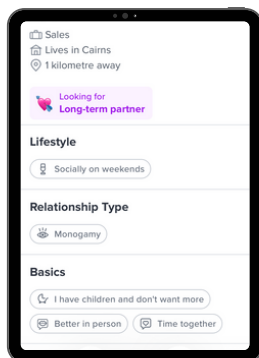 Sales
Lives in Cairns
1 kilometre away
Looking for
Long-term partner
Lifestyle
Socially on weekends
Relationship Type
Monogamy
Basics
I have children and don't want more
Better in person Time together